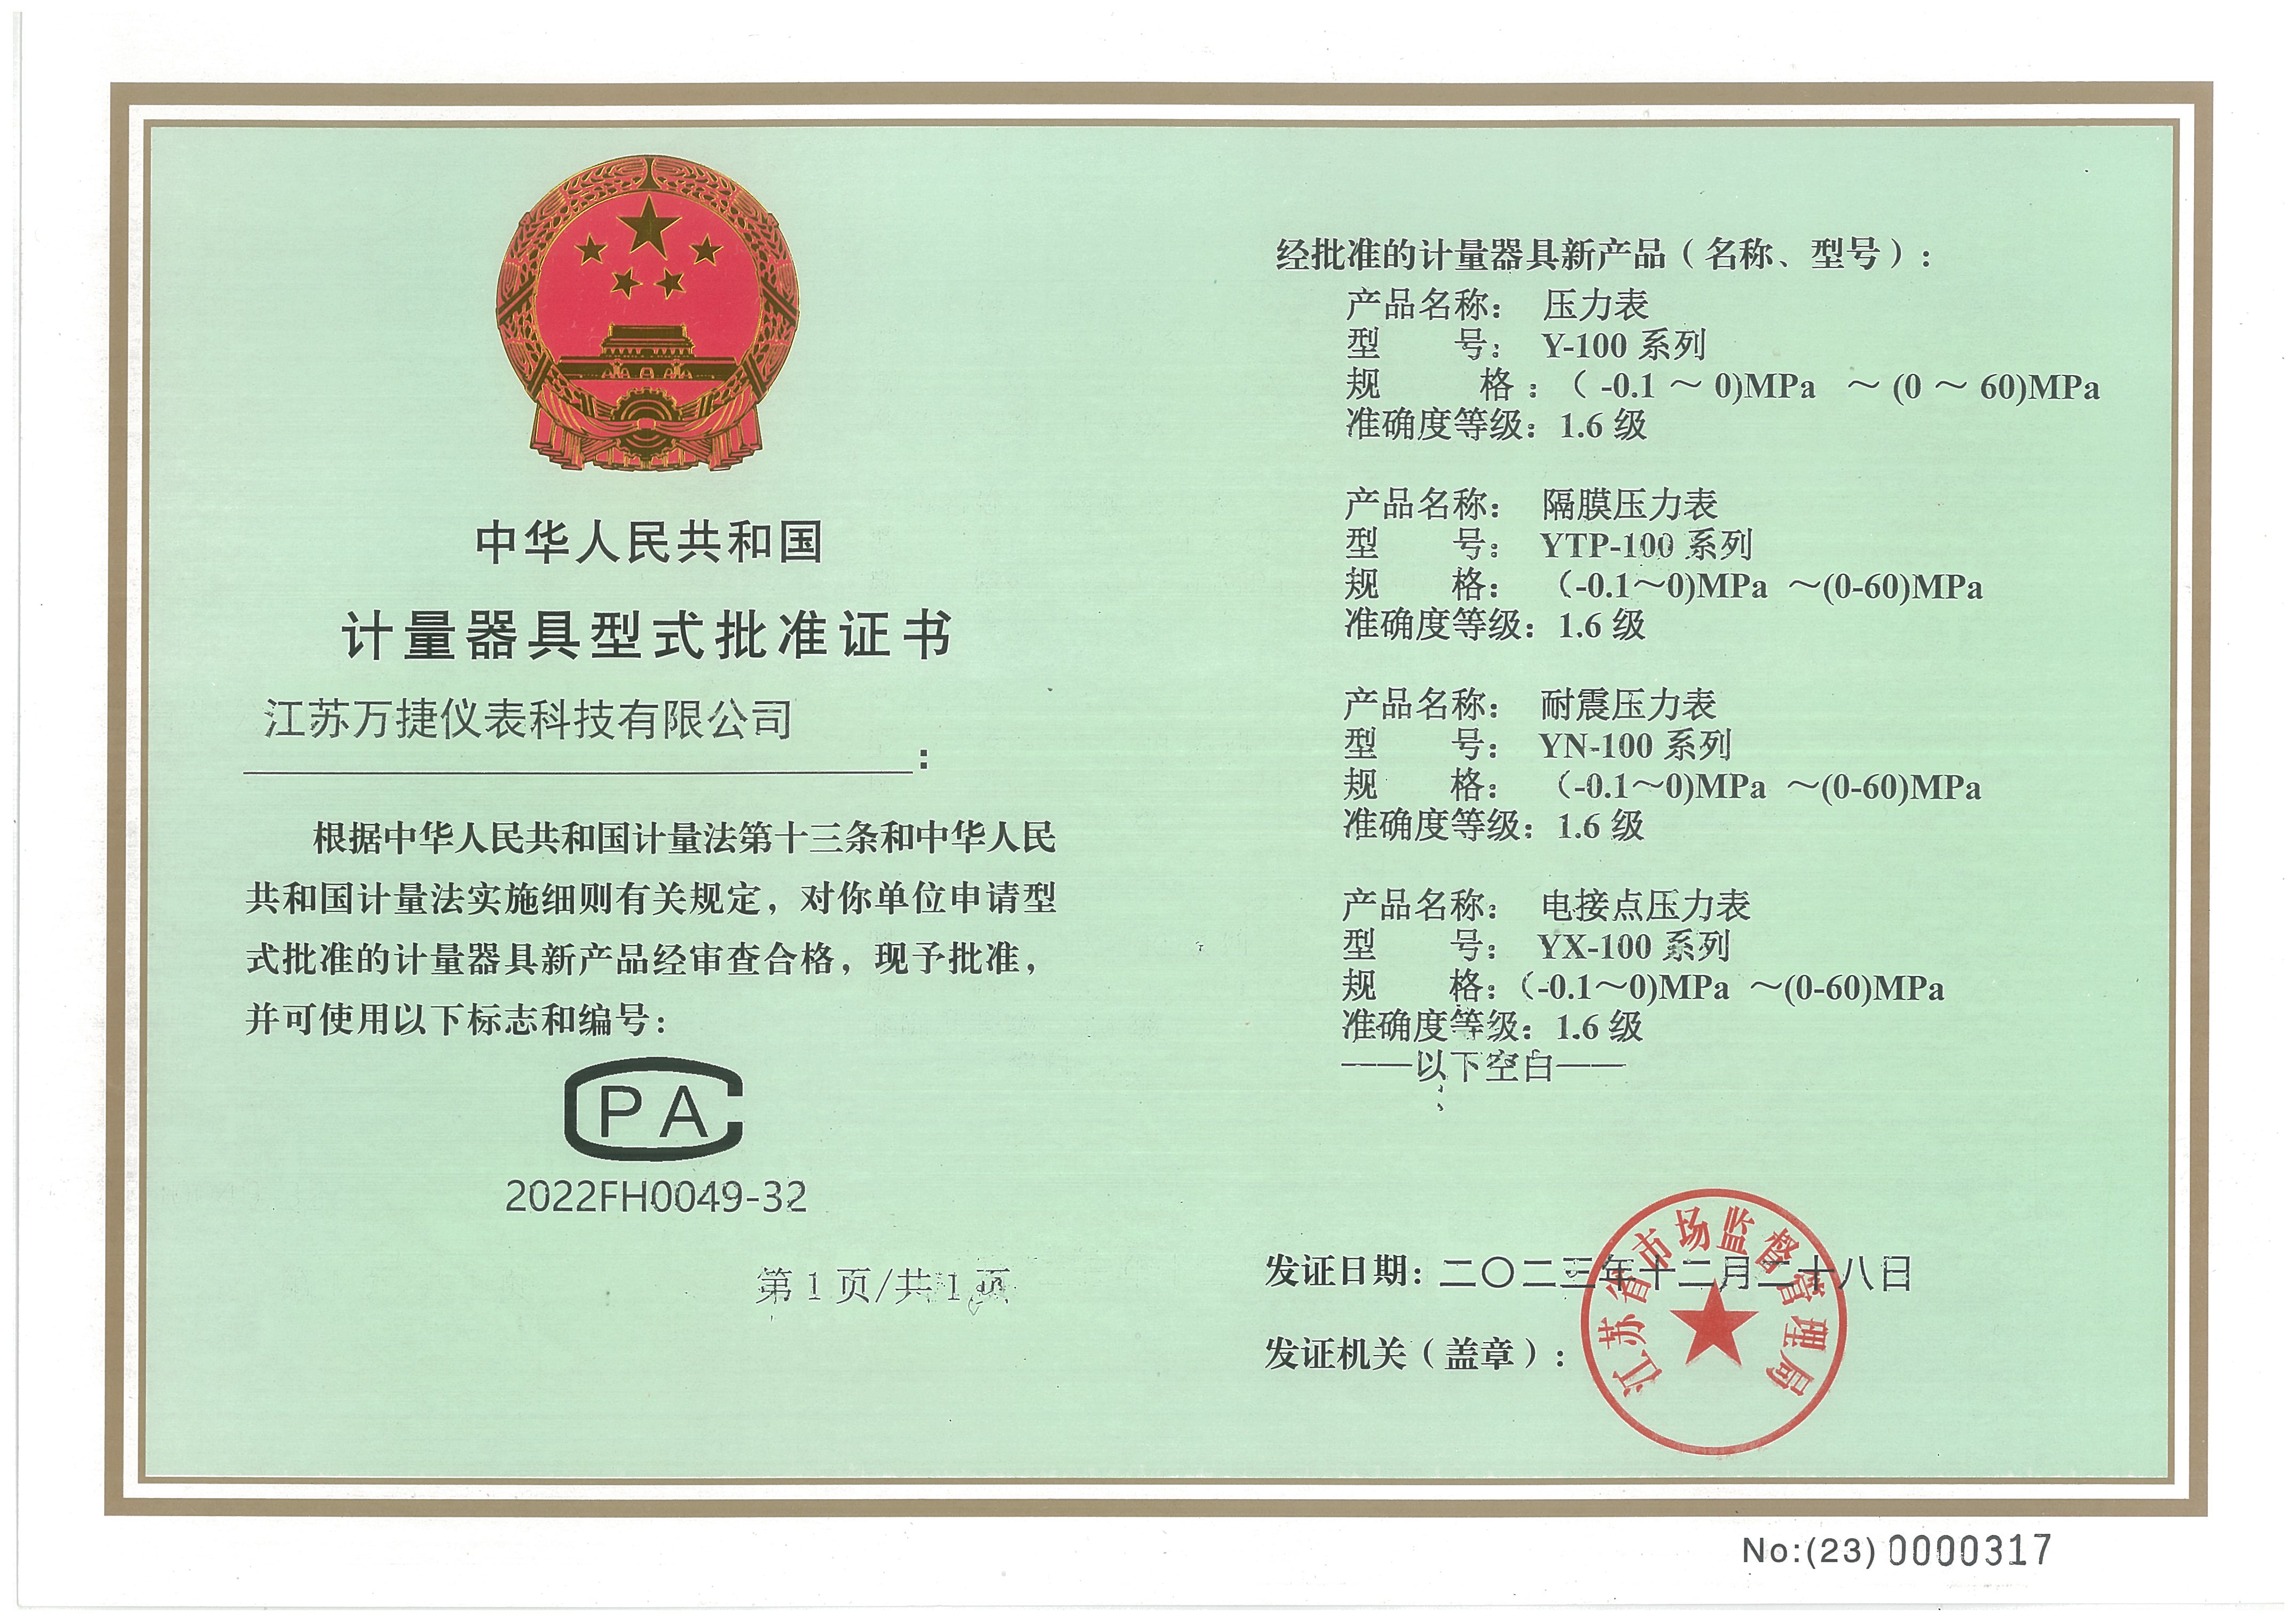 中华人民共和国
计量器具型式批准证书
江苏万捷仪表科技有限公司
:
根据中华人民共和国计量法第十三条和中华人民
共和国计量法实施细则有关规定，对你单位申请型
式批准的计量器具新产品经审查合格，现予批准，
并可使用以下标志和编号：
CPA
2022FH0049-32
第 1 页/共 1 页
经批准的计量器具新产品（名称、型号）：
产品名称： 压力表
型 号： Y-100 系列
规 格：（ -0.1 ～ 0)MPa ～ (0 ～ 60)MPa
准确度等级：1.6 级
产品名称： 隔膜压力表
型 号： YTP-100 系列
规 格： （-0.1～0)MPa ～(0-60)MPa
准确度等级：1.6 级
产品名称： 耐震压力表
型 号： YN-100 系列
规 格： （-0.1～0)MPa ～(0-60)MPa
准确度等级：1.6 级
产品名称： 电接点压力表
型 号： YX-100 系列
规 格：（-0.1～0)MPa ～(0-60)MPa
准确度等级：1.6 级
——以下空白——
发证日期：二〇二三年十二月二十八日
发证机关（盖章）：
江苏省市场监督管理局
No:(23) 0000317